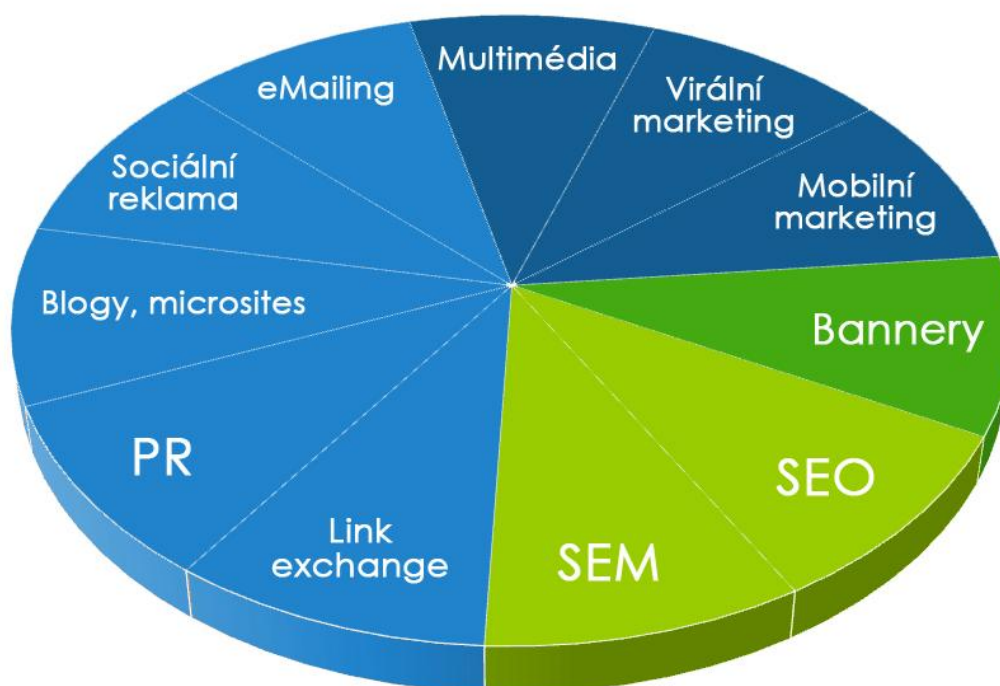 Multimédia
Virální
marketing
Mobilní
marketing
Bannery
SEO
SEM
Link
exchange
PR
Blogy, microsites
Sociální
reklama
eMailing